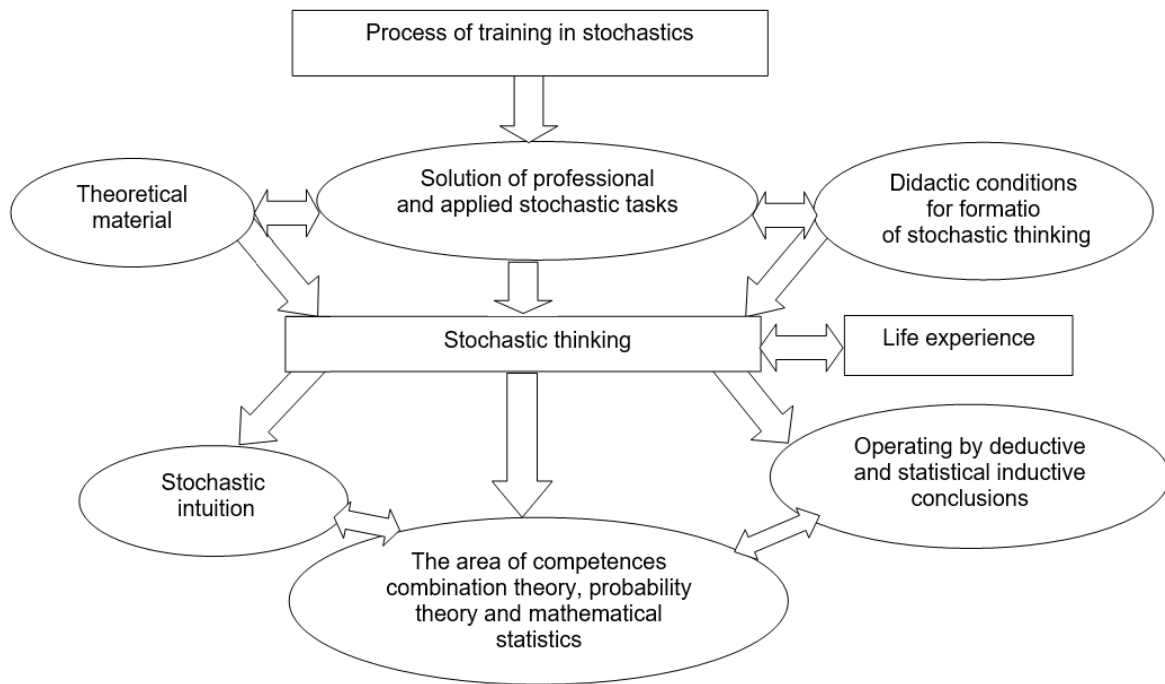 Process of training in stochastics
Theoretical
material
Solution of professional
and applied stochastic tasks
Didactic conditions
for formatio
of stochastic thinking
Stochastic thinking
Life experience
Stochastic
intuition
Operating by deductive
and statistical inductive
conclusions
The area of competences
combination theory, probability
theory and mathematical
statistics